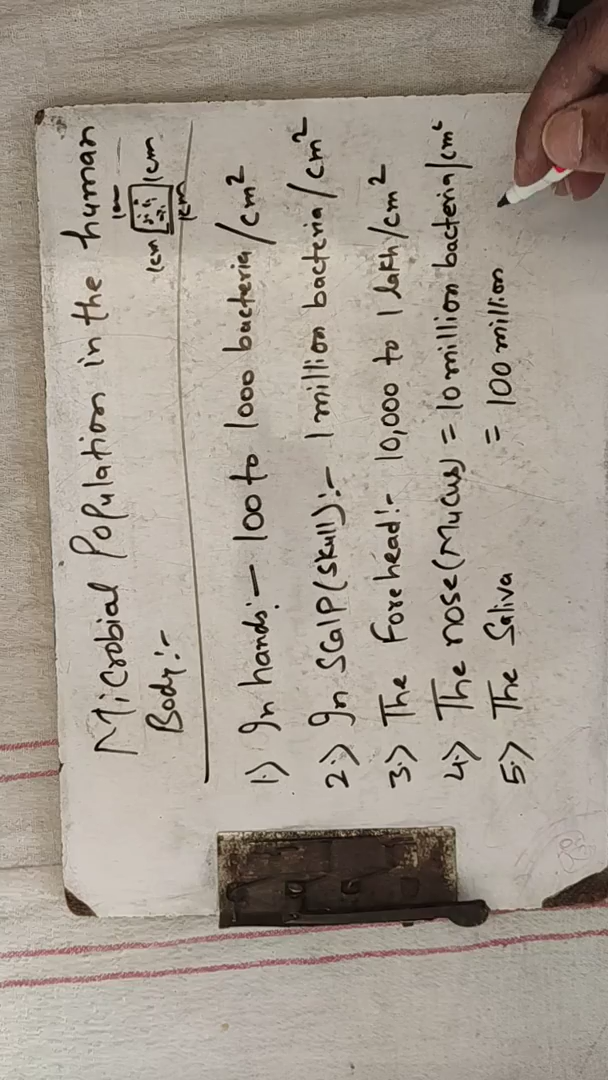 Microbial Population in the human
Body:-
1cm
1cm 1cm
1cm
1) In hands:- 100 to 1000 bacteria/cm²
2) In Scalp(skull):- 1 million bacteria/cm²
3) The Forehead:- 10,000 to 1 lakh/cm²
4) The nose(Mucus) = 10 million bacteria/cm²
5) The Saliva = 100 million